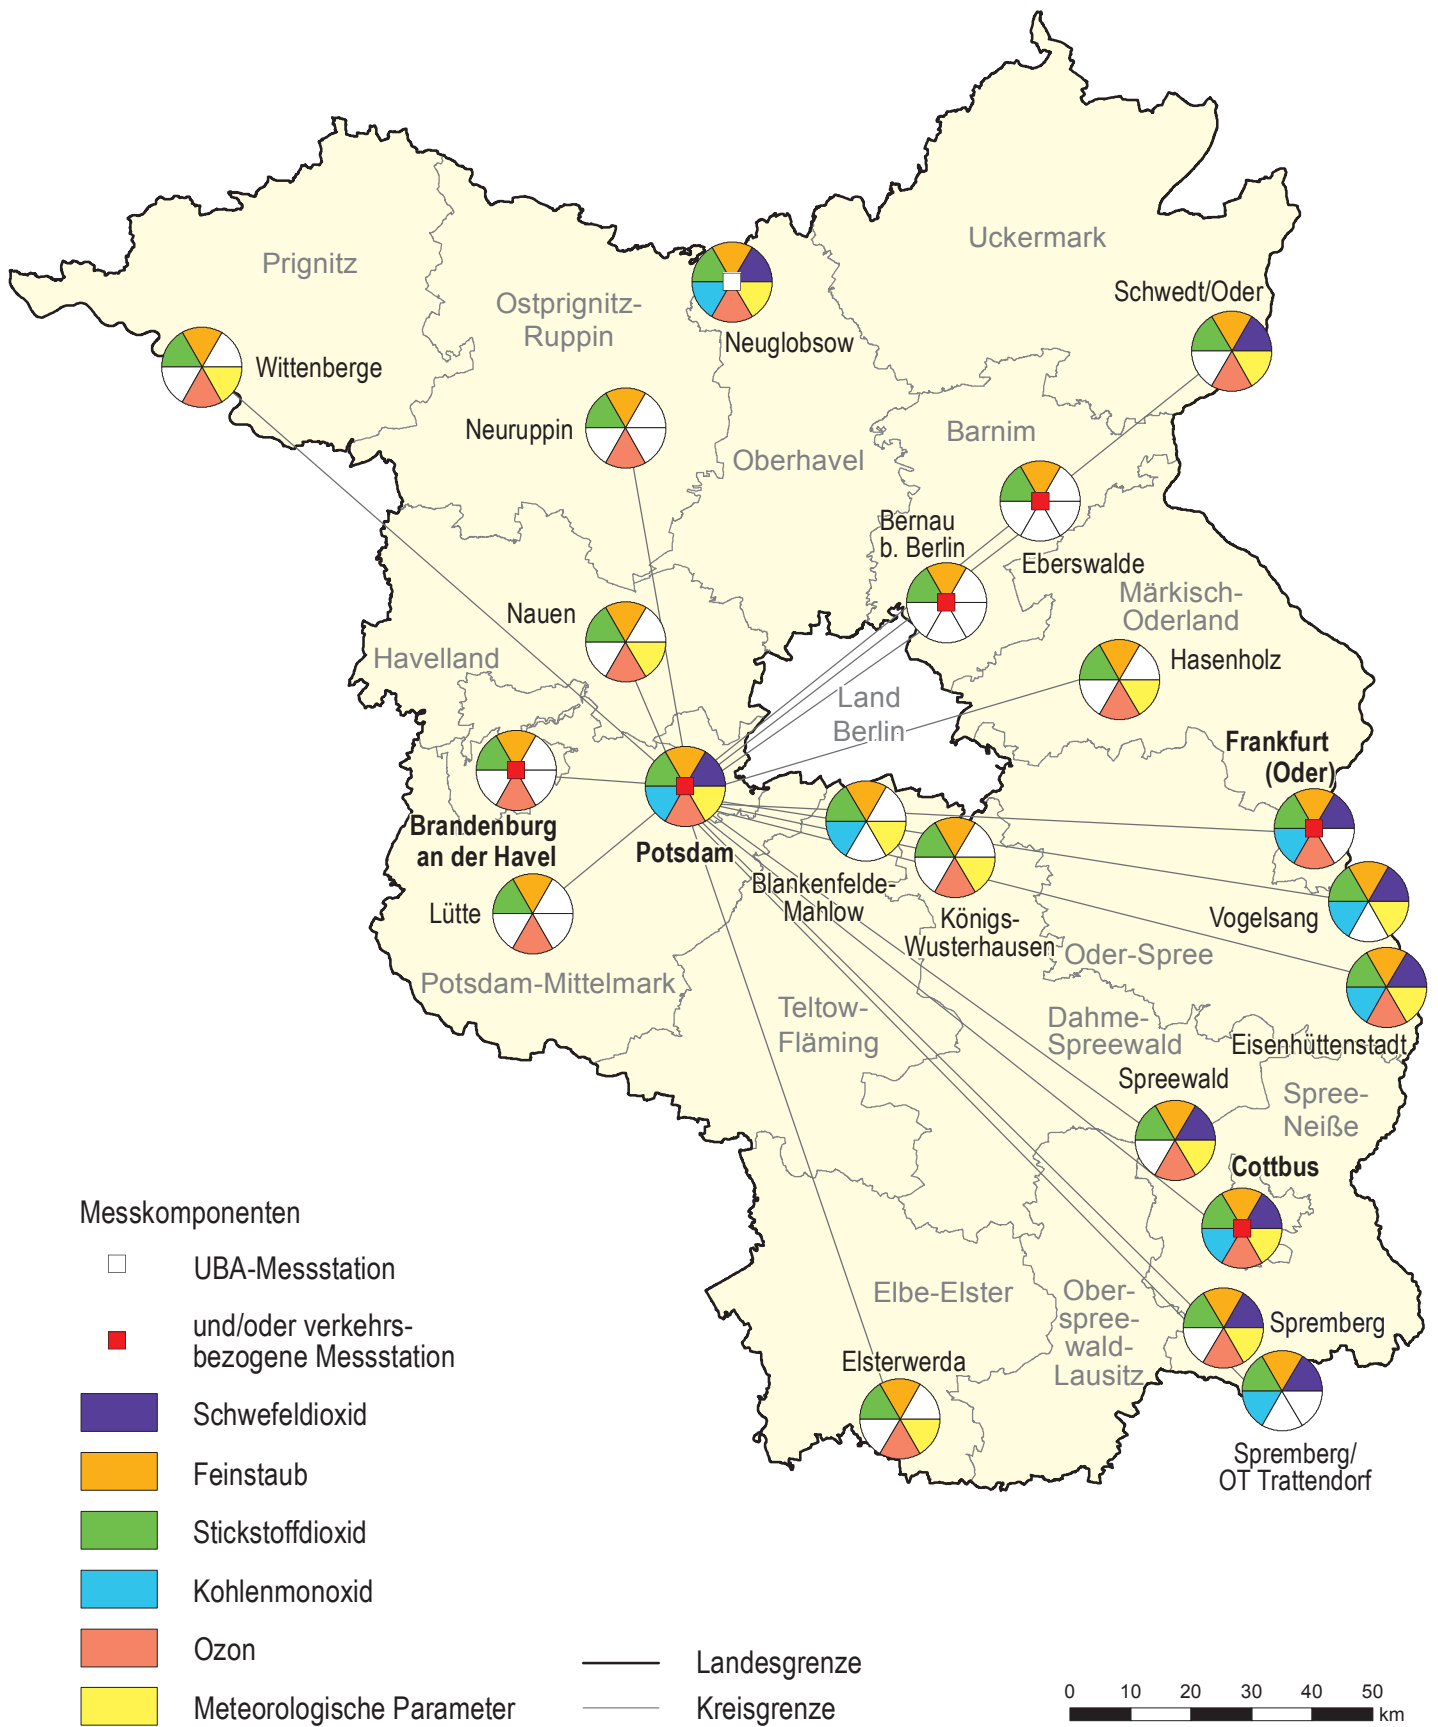 Uckermark
Prignitz
Schwedt/Oder
Ostprignitz-
Ruppin
Neuglobsow
Wittenberge
Neuruppin
Barnim
Oberhavel
Bernau
b. Berlin
Eberswalde
Märkisch-
Oderland
Nauen
Havelland
Hasenholz
Land
Berlin
Frankfurt
(Oder)
Brandenburg
an der Havel
Potsdam
Blankenfelde-
Mahlow
Königs-
Wusterhausen
Lütte
Vogelsang
Oder-Spree
Potsdam-Mittelmark
Teltow-
Fläming
Dahme-
Spreewald
Eisenhüttenstadt
Spreewald
Spree-
Neiße
Cottbus
Elbe-Elster
Ober-
spree-
wald-
Lausitz
Spremberg
Elsterwerda
Spremberg/
OT Trattendorf
Messkomponenten
UBA-Messstation
und/oder verkehrs-
bezogene Messstation
Schwefeldioxid
Feinstaub
Stickstoffdioxid
Kohlenmonoxid
Ozon
Meteorologische Parameter
Landesgrenze
Kreisgrenze
0 10 20 30 40 50
km